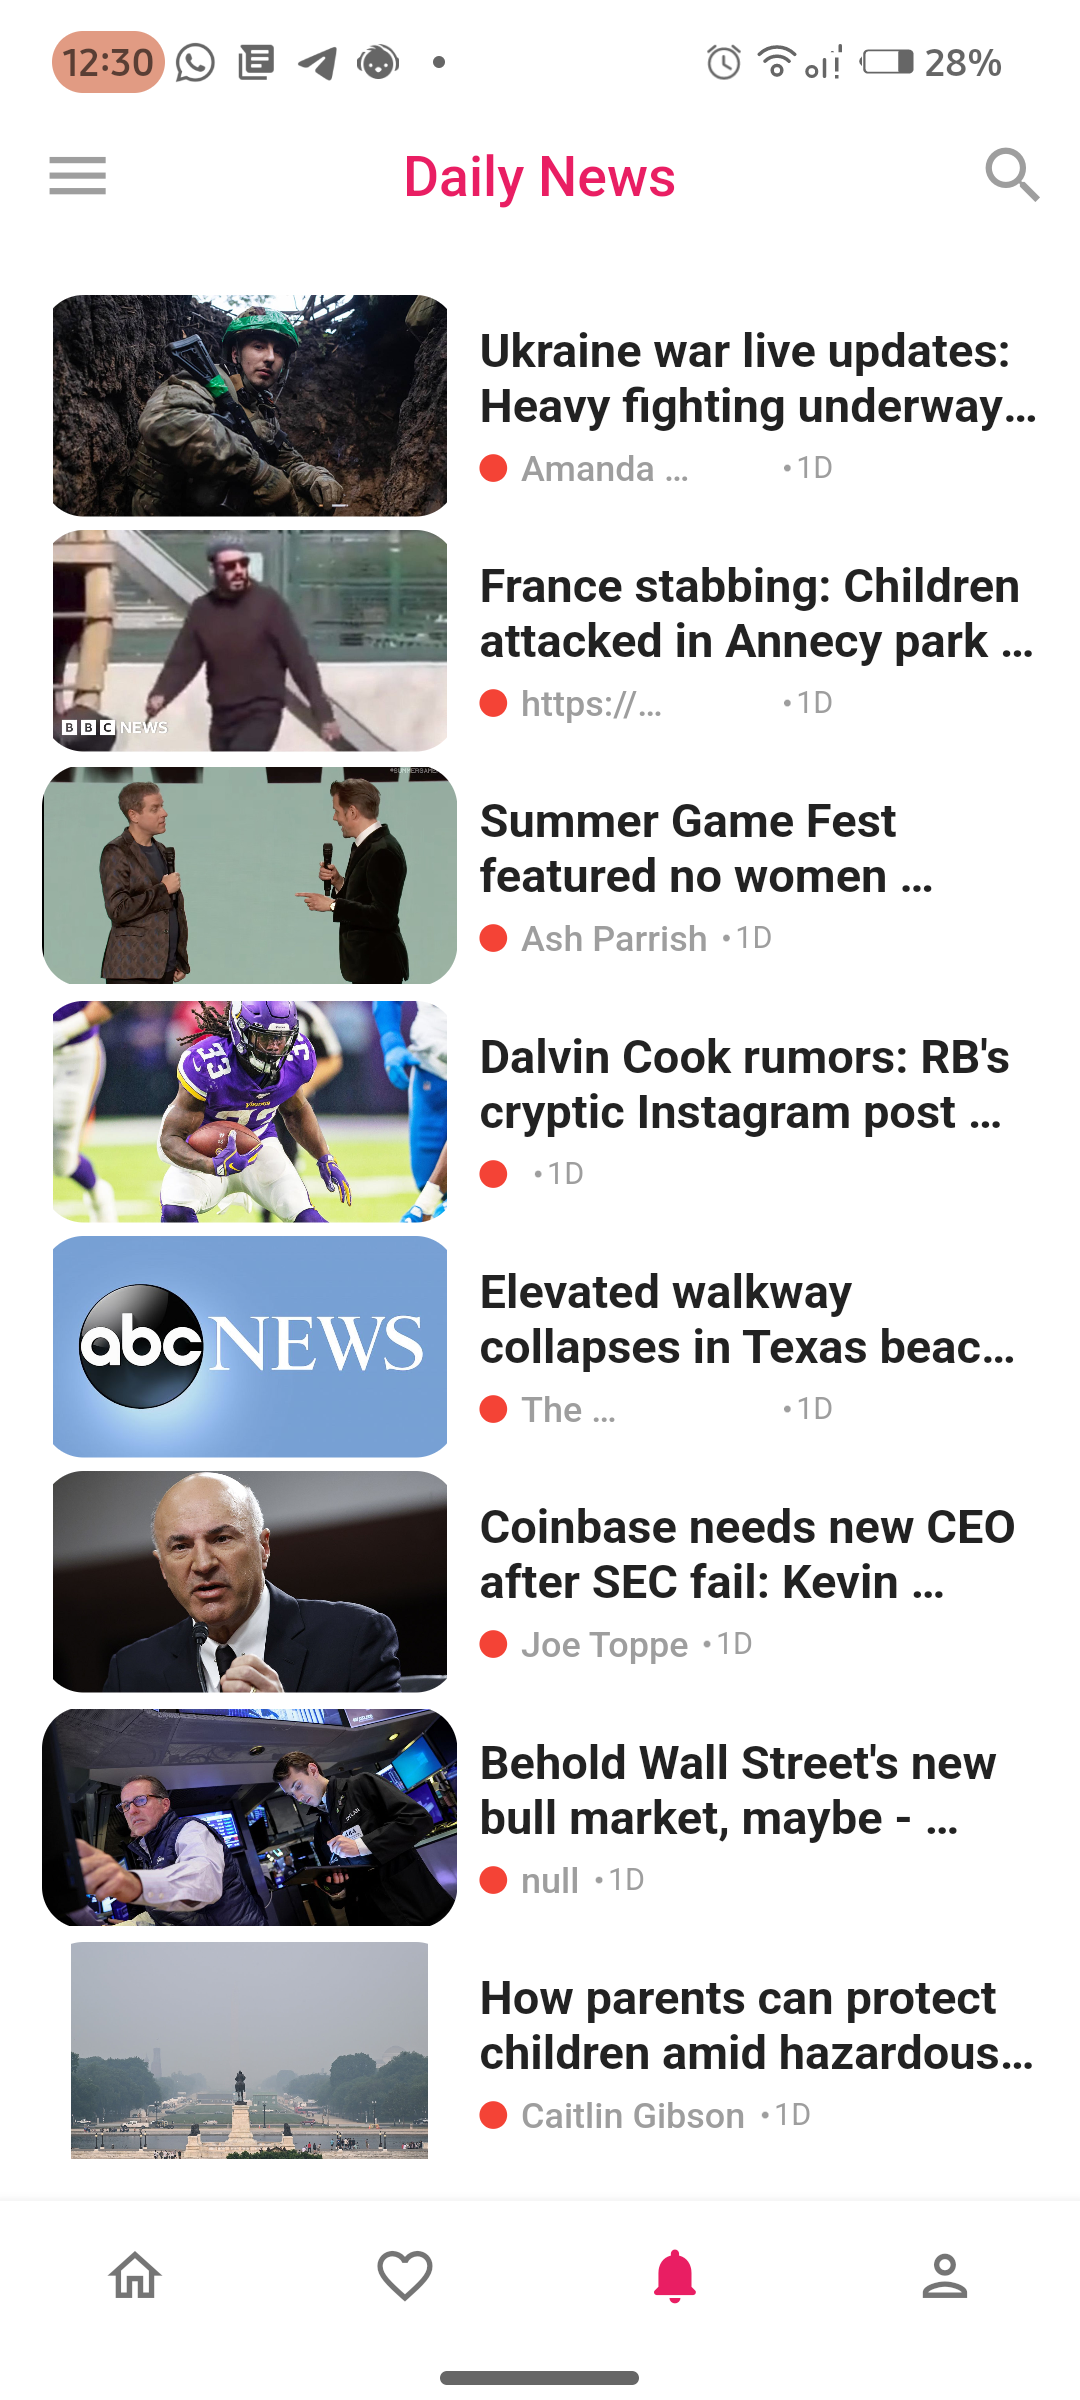 12:30
28%
Daily News
Ukraine war live updates:
Heavy fighting underway…
Amanda … •1D
BBC NEWS
France stabbing: Children
attacked in Annecy park …
https://… •1D
Summer Game Fest
featured no women …
Ash Parrish •1D
33
Dalvin Cook rumors: RB's
cryptic Instagram post …
•1D
abc NEWS
Elevated walkway
collapses in Texas beac…
The … •1D
Coinbase needs new CEO
after SEC fail: Kevin …
Joe Toppe •1D
Behold Wall Street's new
bull market, maybe - …
null •1D
How parents can protect
children amid hazardous…
Caitlin Gibson •1D